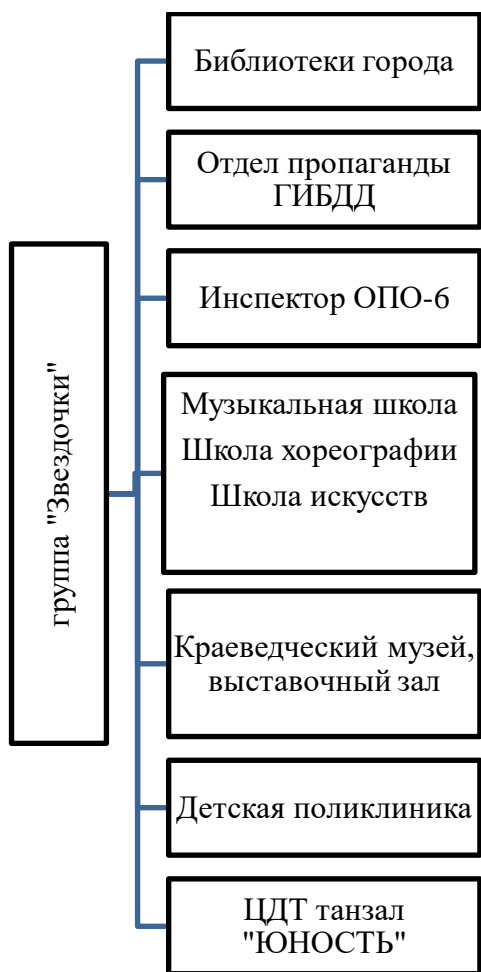 группа "Звездочки"
Библиотеки города
Отдел пропаганды
ГИБДД
Инспектор ОПО-6
Музыкальная школа
Школа хореографии
Школа искусств
Краеведческий музей,
выставочный зал
Детская поликлиника
ЦДТ танзал
"ЮНОСТЬ"